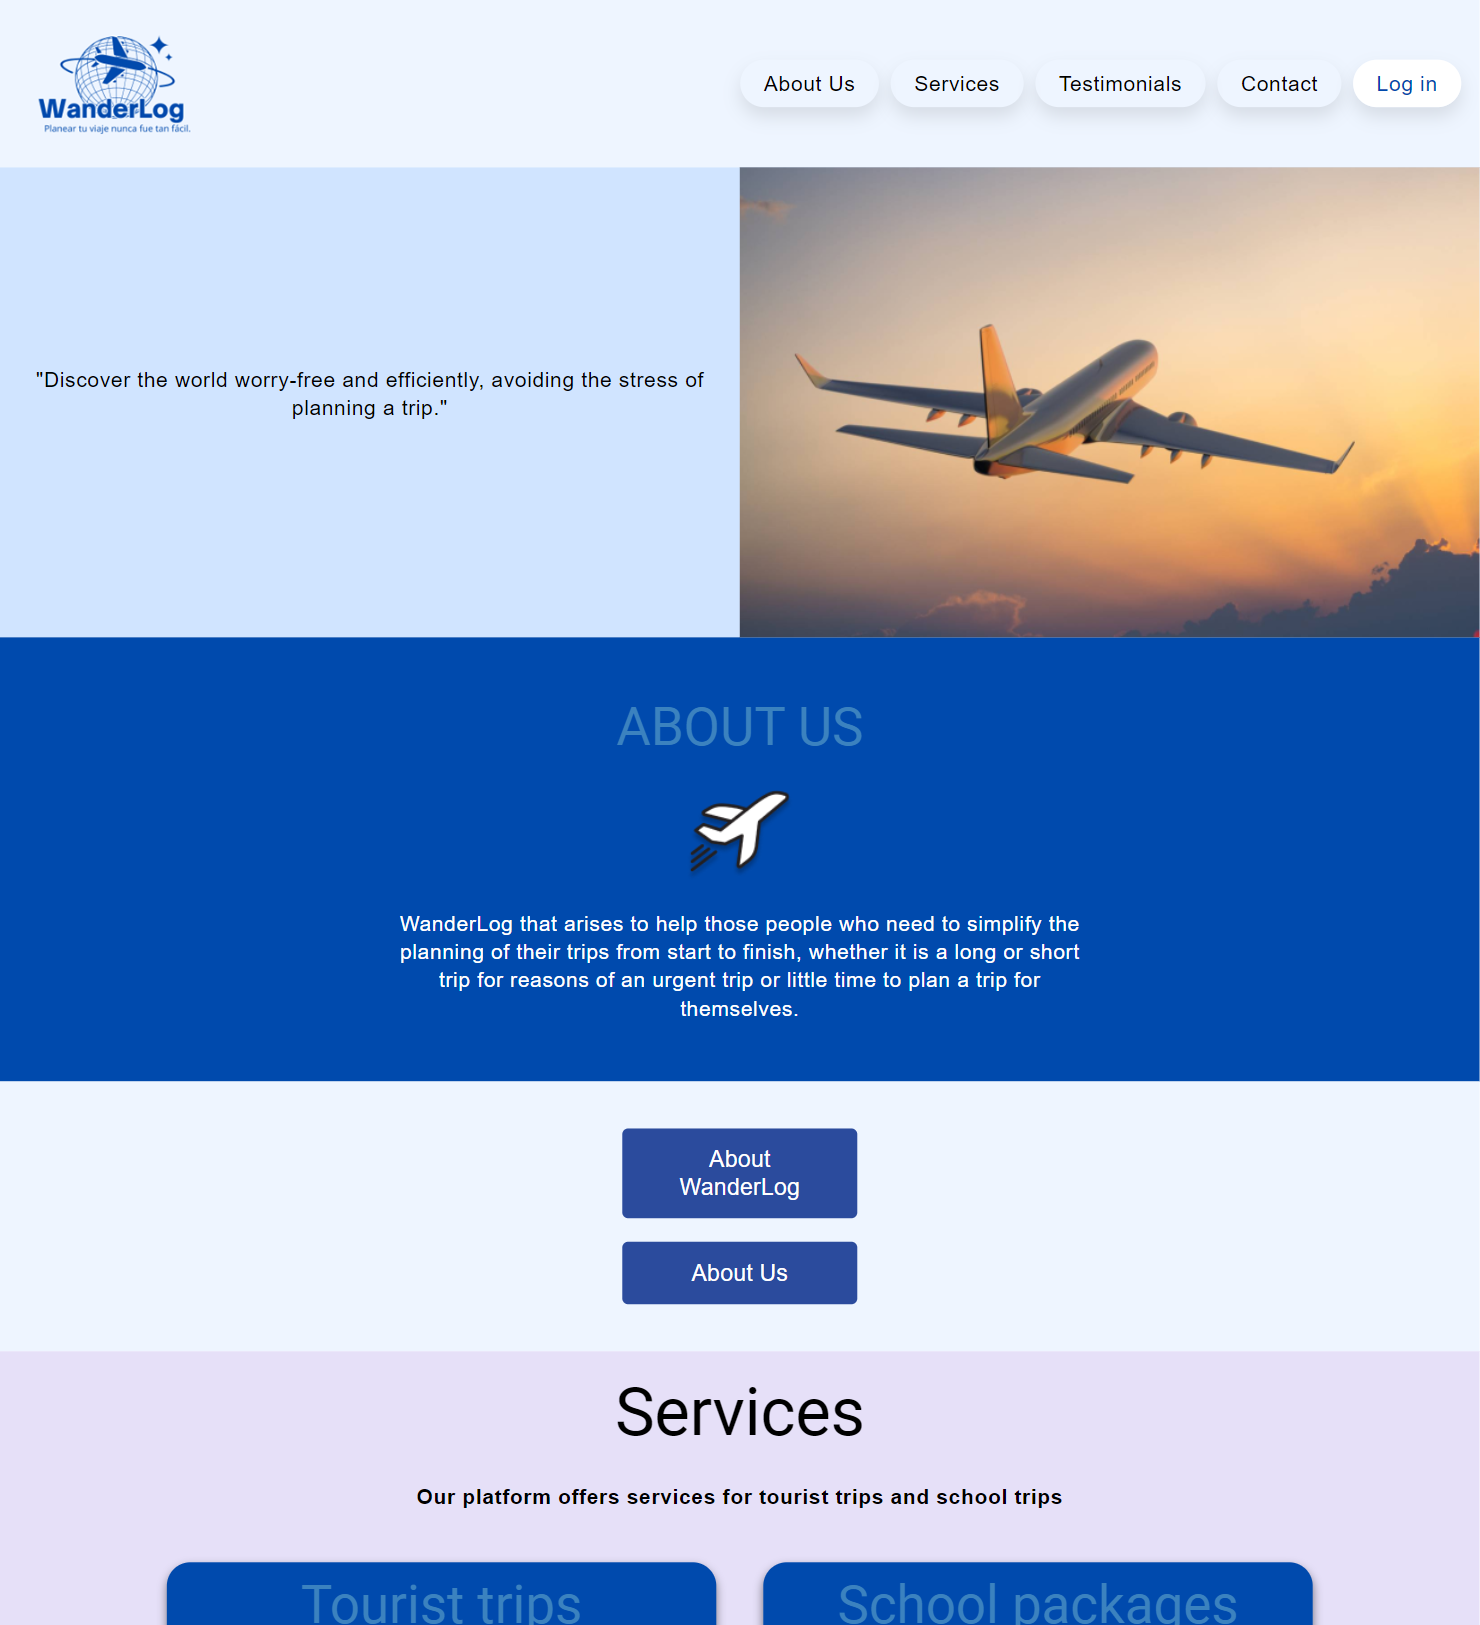 WanderLog
Planear tu viaje nunca fue tan fácil.
About Us
Services
Testimonials
Contact
Log in
"Discover the world worry-free and efficiently, avoiding the stress of
planning a trip."
ABOUT US
WanderLog that arises to help those people who need to simplify the
planning of their trips from start to finish, whether it is a long or short
trip for reasons of an urgent trip or little time to plan a trip for
themselves.
About
WanderLog
About Us
Services
Our platform offers services for tourist trips and school trips
Tourist trips
School packages